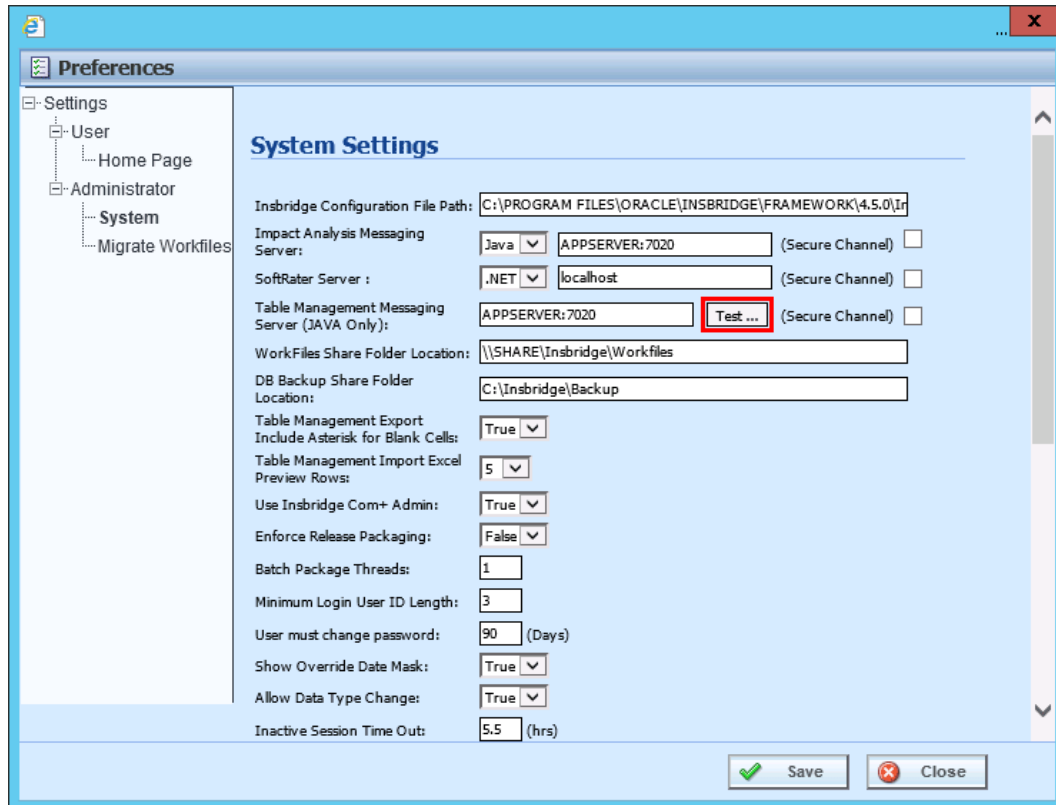 ...
x
Preferences
Settings
User
Home Page
Administrator
System
Migrate Workfiles
System Settings
Insbridge Configuration File Path: C:\PROGRAM FILES\ORACLE\INSBRIDGE\FRAMEWORK\4.5.0\In
Impact Analysis Messaging
Server: Java APPSERVER:7020 (Secure Channel)
SoftRater Server : .NET localhost (Secure Channel)
Table Management Messaging
Server (JAVA Only): APPSERVER:7020 Test ... (Secure Channel)
WorkFiles Share Folder Location: \\SHARE\Insbridge\Workfiles
DB Backup Share Folder
Location: C:\Insbridge\Backup
Table Management Export
Include Asterisk for Blank Cells: True
Table Management Import Excel
Preview Rows: 5
Use Insbridge Com+ Admin: True
Enforce Release Packaging: False
Batch Package Threads: 1
Minimum Login User ID Length: 3
User must change password: 90 (Days)
Show Override Date Mask: True
Allow Data Type Change: True
Inactive Session Time Out: 5.5 (hrs)
Save Close